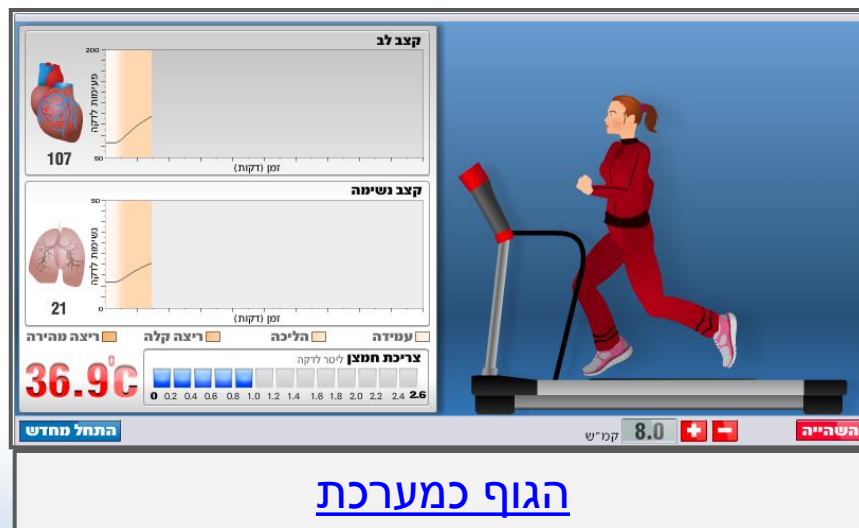 קצב לב
200
פעימות לדקה
107
50
זמן (דקות)
קצב נשימה
50
נשימות לדקה
21
0
זמן (דקות)
עמידה הליכה ריצה קלה ריצה מהירה
צריכת חמצן ליטר לדקה
0 0.2 0.4 0.6 0.8 1.0 1.2 1.4 1.6 1.8 2.0 2.2 2.4 2.6
36.9°C
השהייה
8.0 קמ"ש
התחל מחדש
הגוף כמערכת